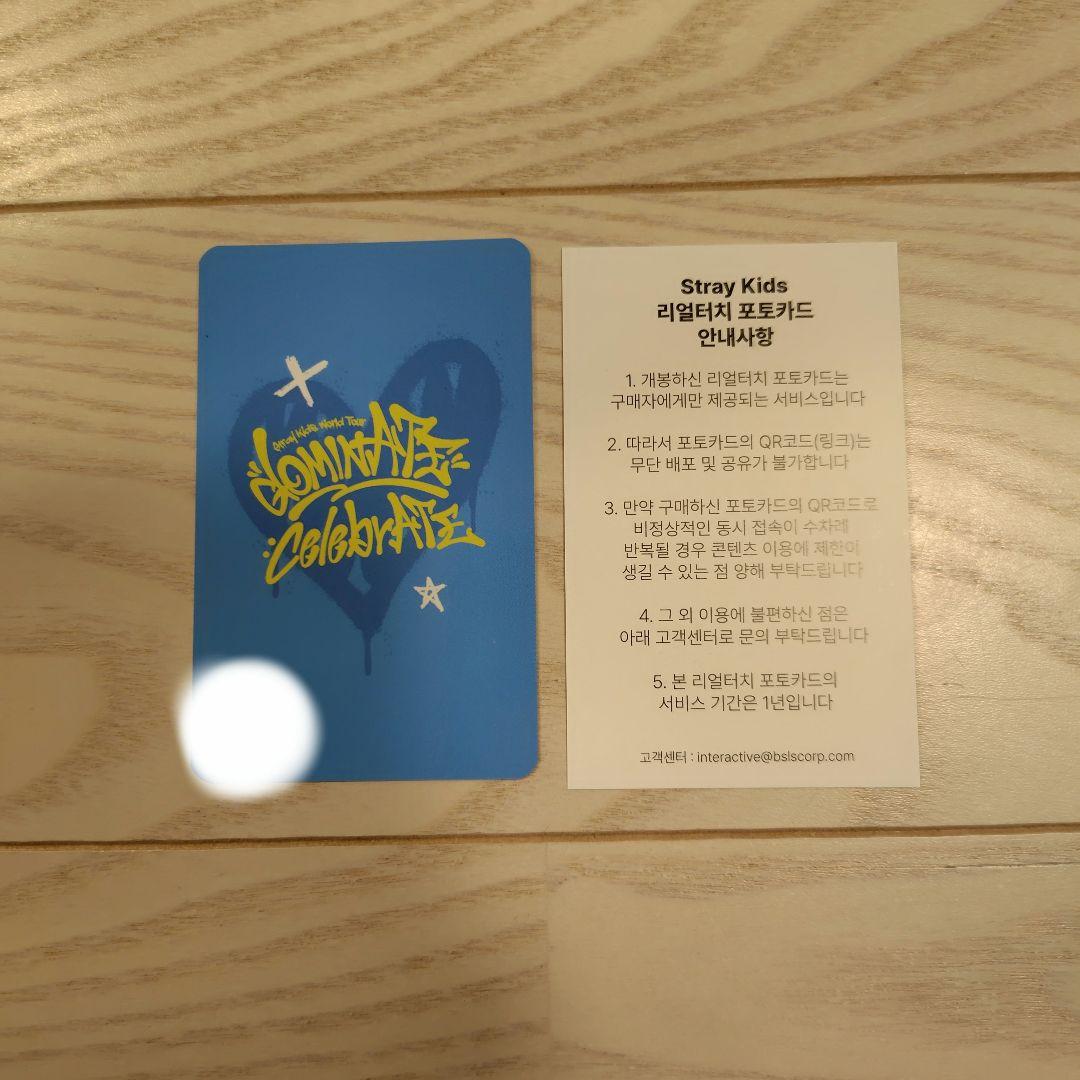 Stray Kids World Tour
dominATE
CelebrATE
Stray Kids
리얼터치 포토카드
안내사항
1. 개봉하신 리얼터치 포토카드는
구매자에게만 제공되는 서비스입니다
2. 따라서 포토카드의 QR코드(링크)는
무단 배포 및 공유가 불가합니다
3. 만약 구매하신 포토카드의 QR코드로
비정상적인 동시 접속이 수차례
반복될 경우 콘텐츠 이용에 제한이
생길 수 있는 점 양해 부탁드립니다
4. 그 외 이용에 불편하신 점은
아래 고객센터로 문의 부탁드립니다
5. 본 리얼터치 포토카드의
서비스 기간은 1년입니다
고객센터 : interactive@bslscorp.com